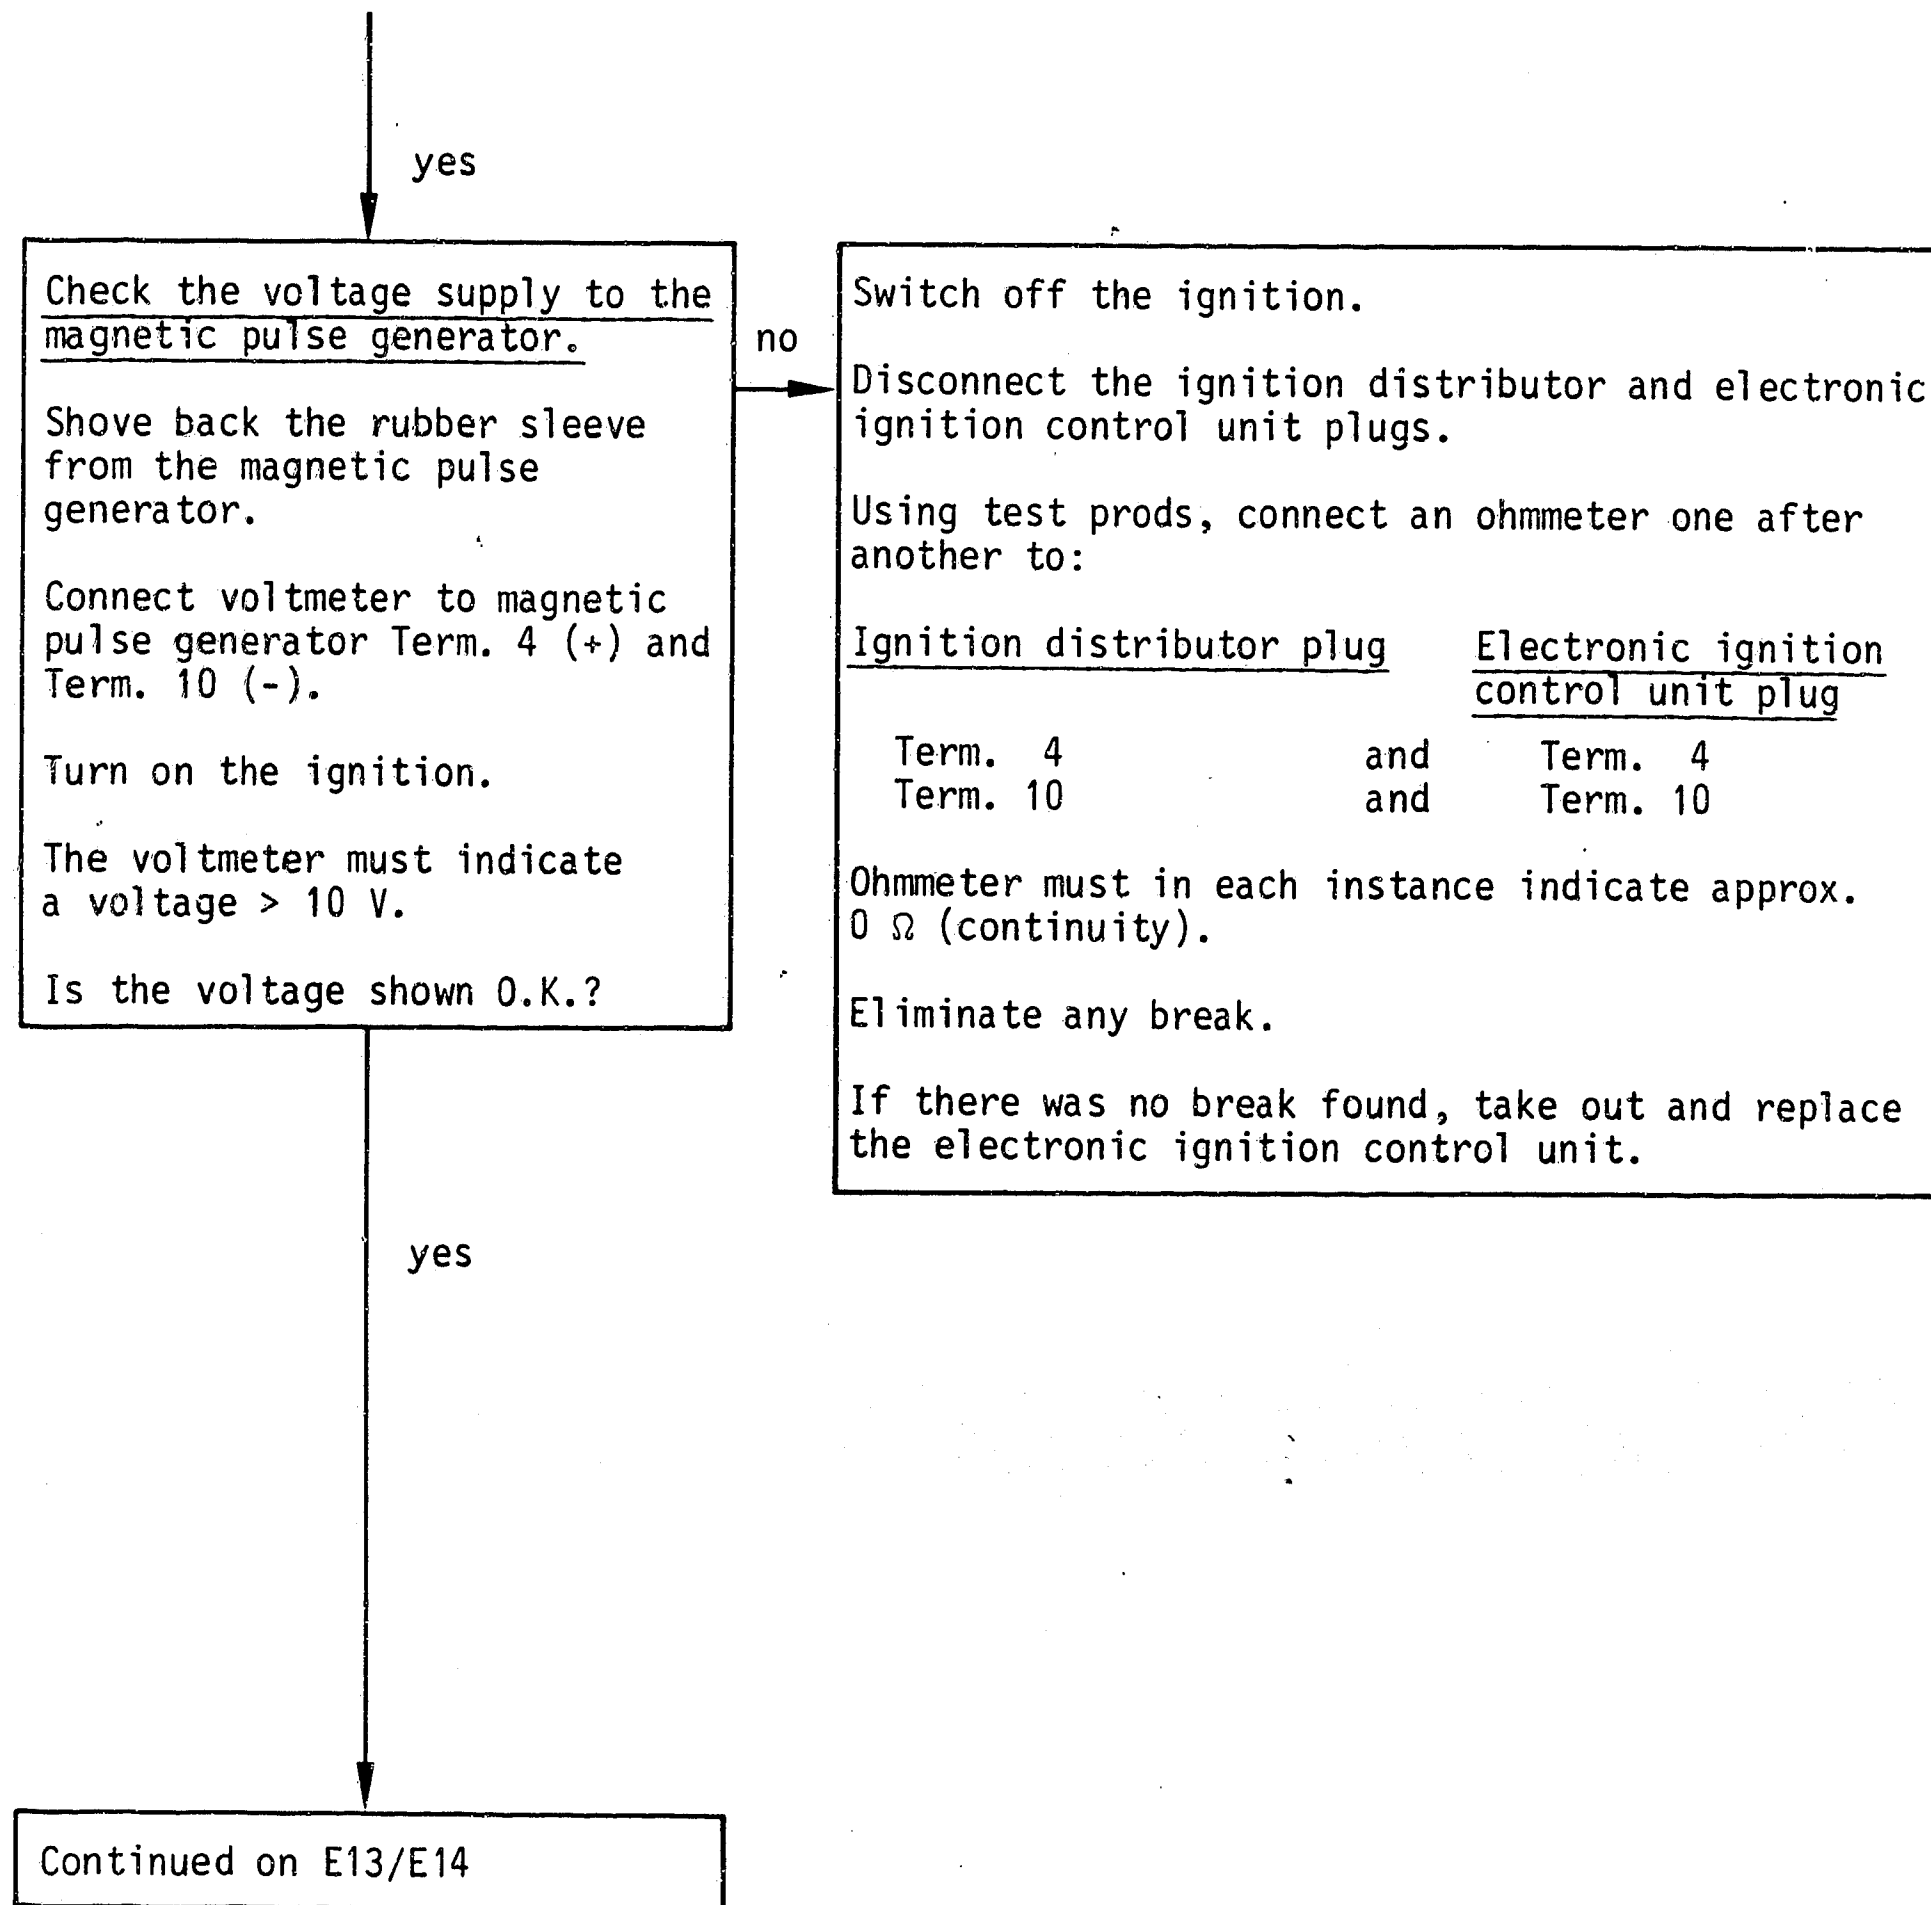 yes
Check the voltage supply to the
magnetic pulse generator.
Shove back the rubber sleeve
from the magnetic pulse
generator.
Connect voltmeter to magnetic
pulse generator Term. 4 (+) and
Term. 10 (-).
Turn on the ignition.
The voltmeter must indicate
a voltage > 10 V.
Is the voltage shown O.K.?
no
Switch off the ignition.
Disconnect the ignition distributor and electronic
ignition control unit plugs.
Using test prods, connect an ohmmeter one after
another to:
Ignition distributor plug Electronic ignition
control unit plug
Term. 4 and Term. 4
Term. 10 and Term. 10
Ohmmeter must in each instance indicate approx.
0 Ω (continuity).
Eliminate any break.
If there was no break found, take out and replace
the electronic ignition control unit.
yes
Continued on E13/E14